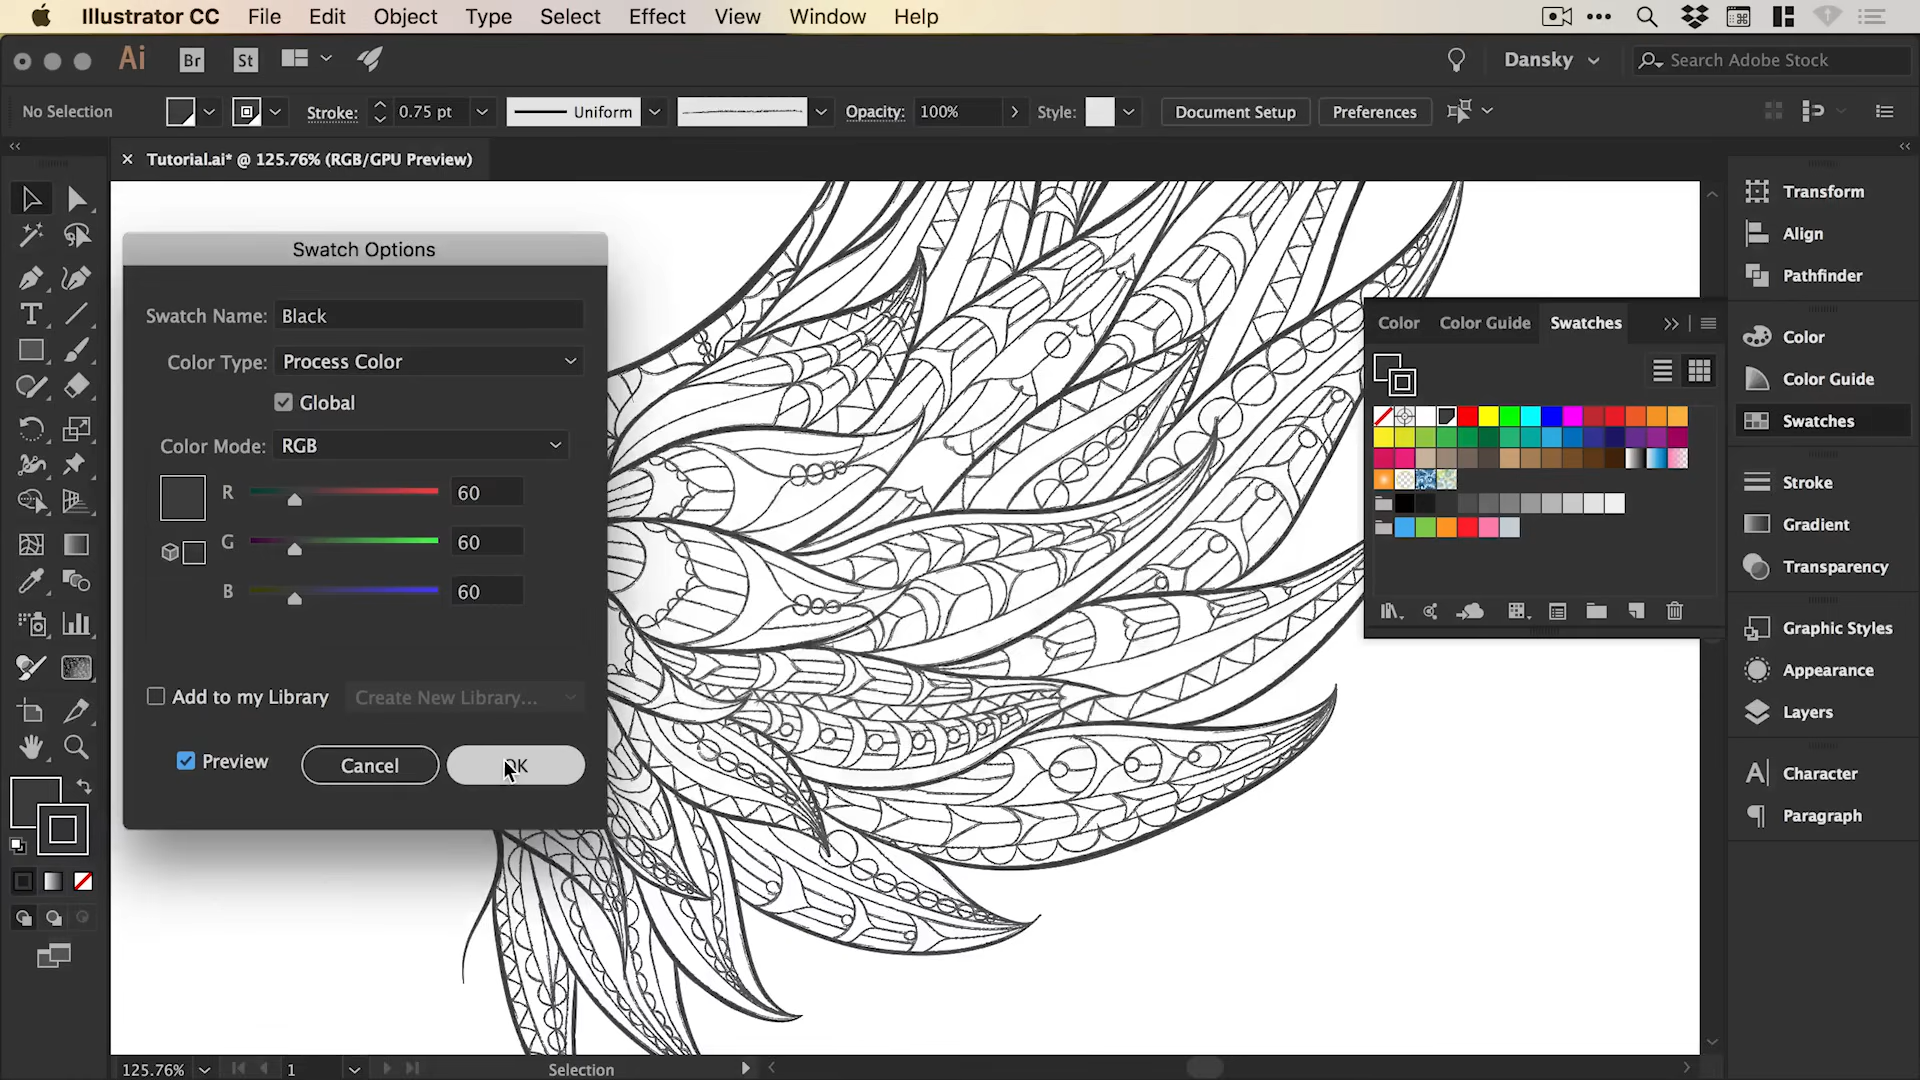 Illustrator CC File Edit Object Type Select Effect View Window Help
Ai Br St Dansky Search Adobe Stock
No Selection Stroke: 0.75 pt Uniform Opacity: 100% Style: Document Setup Preferences
Tutorial.ai* @ 125.76% (RGB/GPU Preview)
Swatch Options
Swatch Name: Black
Color Type: Process Color
Global
Color Mode: RGB
R 60
G 60
B 60
Add to my Library Create New Library...
Preview Cancel OK
Color Color Guide Swatches
Transform
Align
Pathfinder
Color
Color Guide
Swatches
Stroke
Gradient
Transparency
Graphic Styles
Appearance
Layers
Character
Paragraph
125.76% 1 Selection